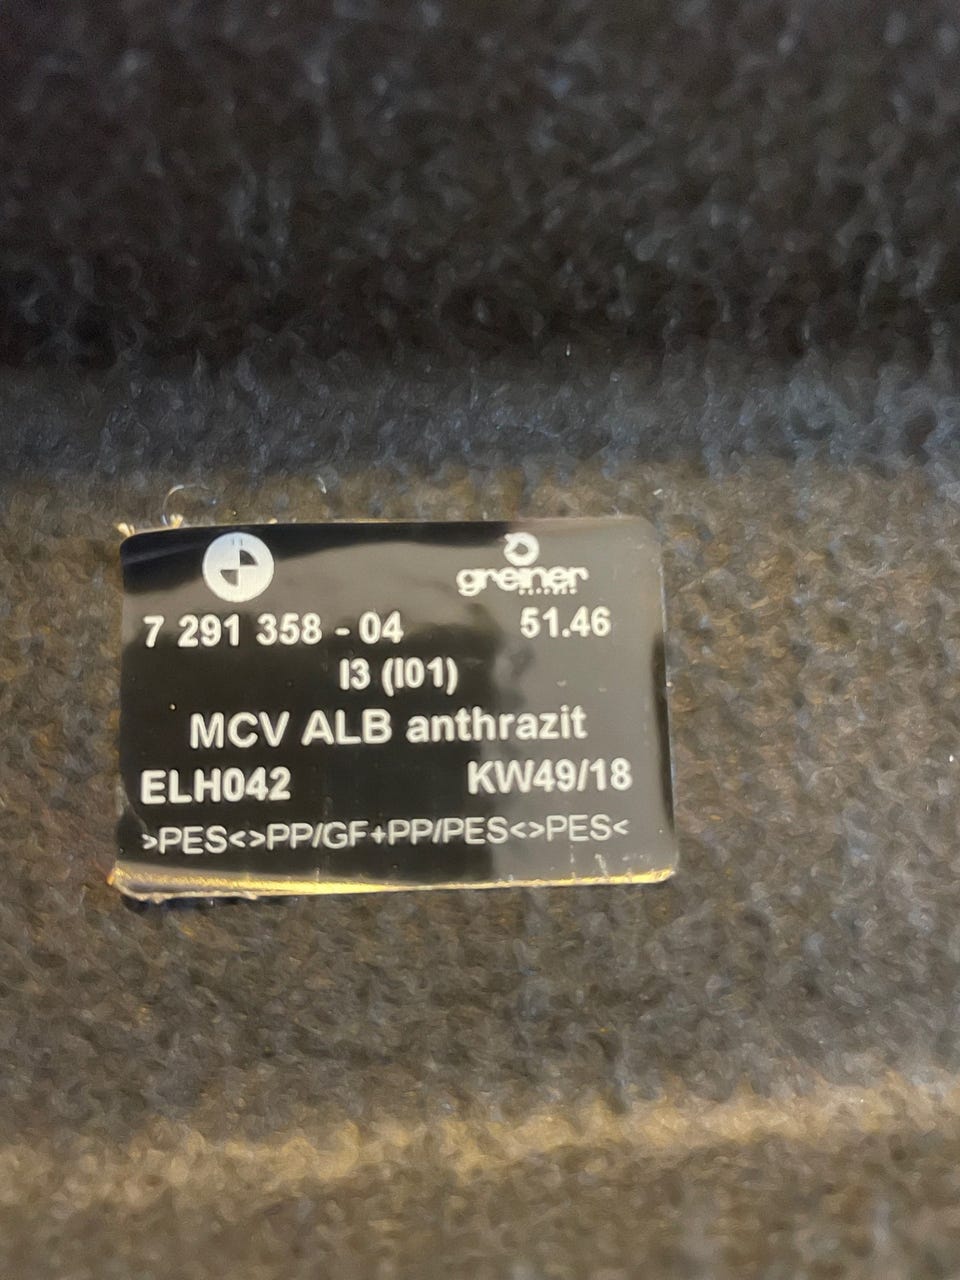 greiner
7 291 358 - 04 51.46
I3 (I01)
MCV ALB anthrazit
ELH042 KW49/18
>PES<>PP/GF+PP/PES<>PES<